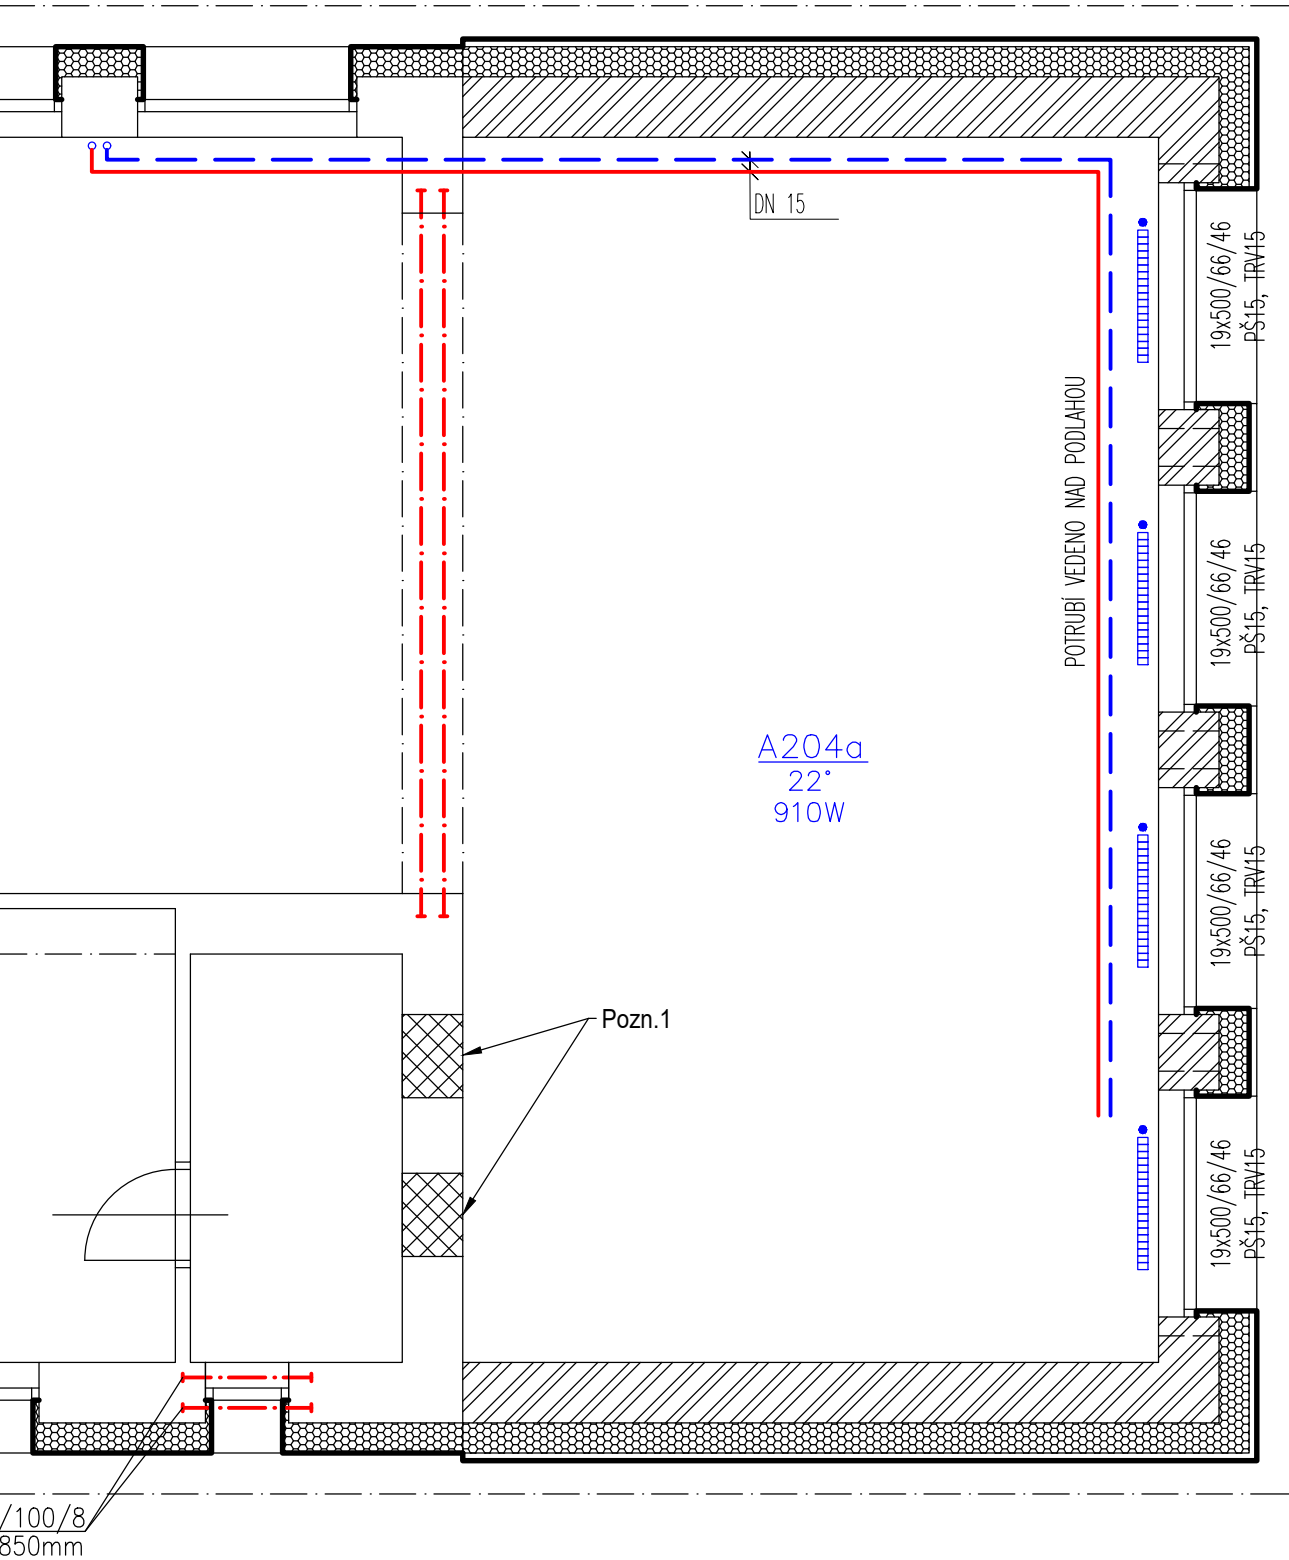 DN 15
19x500/66/46
PŠ15, TRV15
POTRUBÍ VEDENO NAD PODLAHOU
19x500/66/46
PŠ15, TRV15
A204a
22°
910W
19x500/66/46
PŠ15, TRV15
Pozn.1
19x500/66/46
PŠ15, TRV15
/100/8
850mm